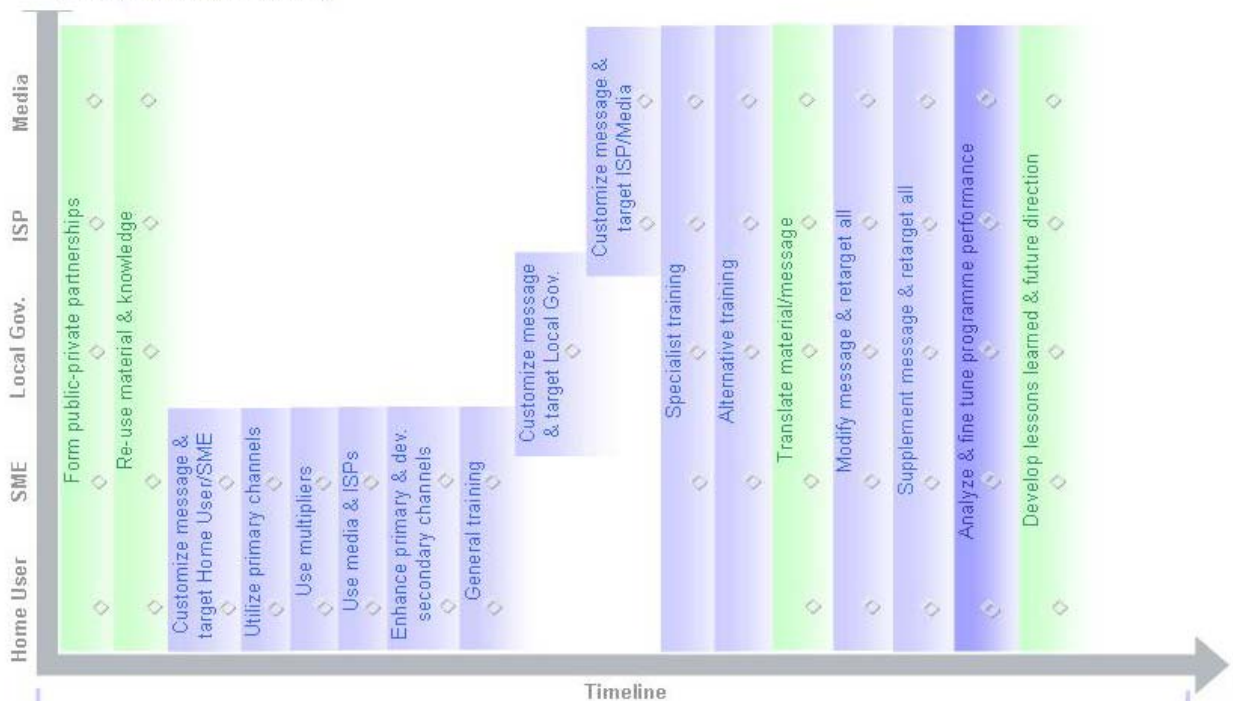 Media
ISP
Local Gov.
SME
Home User
Form public-private partnerships
Re-use material & knowledge
Customize message &
target Home User/SME
Utilize primary channels
Use multipliers
Use media & ISPs
Enhance primary & dev.
secondary channels
General training
Customize message
& target Local Gov.
Customize message &
target ISP/Media
Specialist training
Alternative training
Translate material/message
Modify message & retarget all
Supplement message & retarget all
Analyze & fine tune programme performance
Develop lessons learned & future direction
Timeline